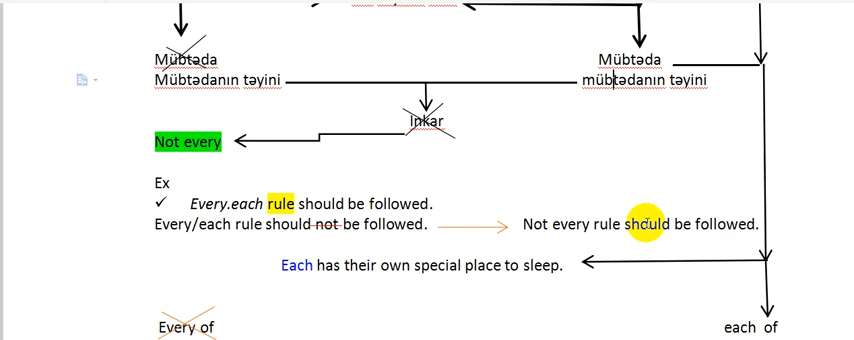 Mübtəda Mübtəda
Mübtədanın təyini mübtədanın təyini
İnkar
Not every
Ex
✓ Every.each rule should be followed.
Every/each rule should not be followed. Not every rule should be followed.
Each has their own special place to sleep.
Every of each of